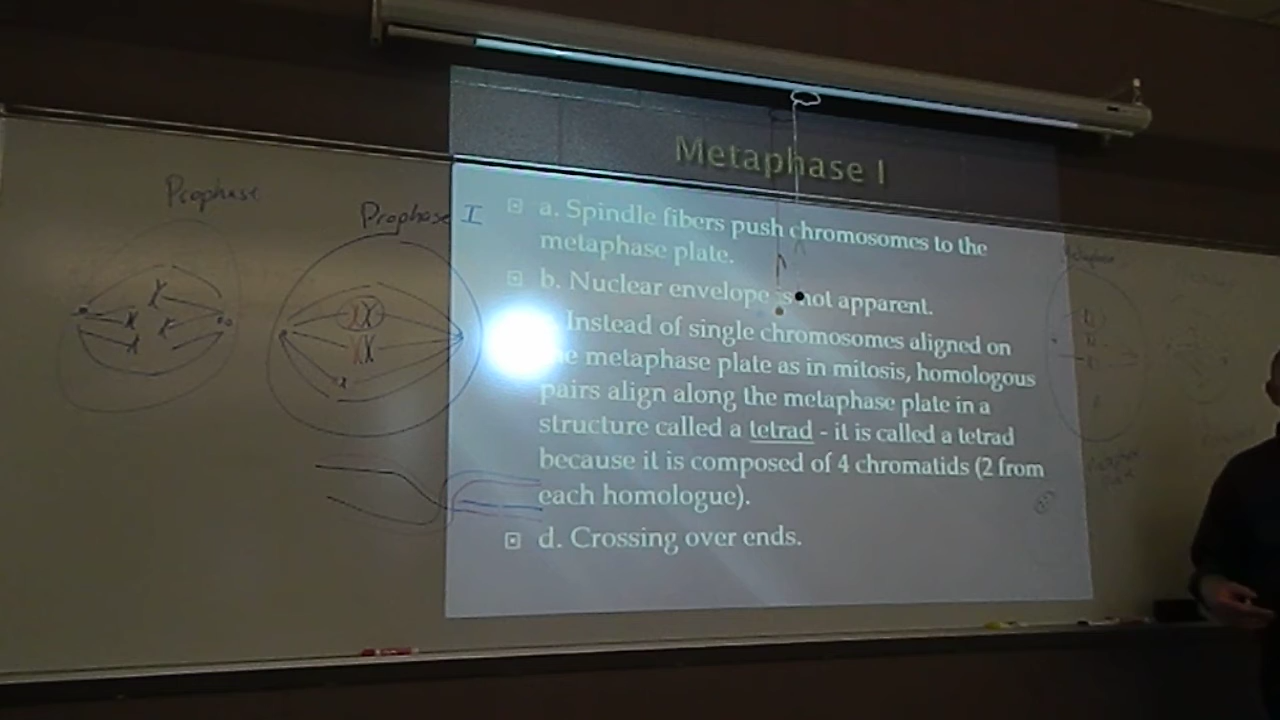 Metaphase I
Prophase
Prophase I
a. Spindle fibers push chromosomes to the
metaphase plate.
b. Nuclear envelope is not apparent.
Instead of single chromosomes aligned on
metaphase plate as in mitosis, homologous
pairs align along the metaphase plate in a
structure called a tetrad - it is called a tetrad
because it is composed of 4 chromatids (2 from
each homologue).
d. Crossing over ends.